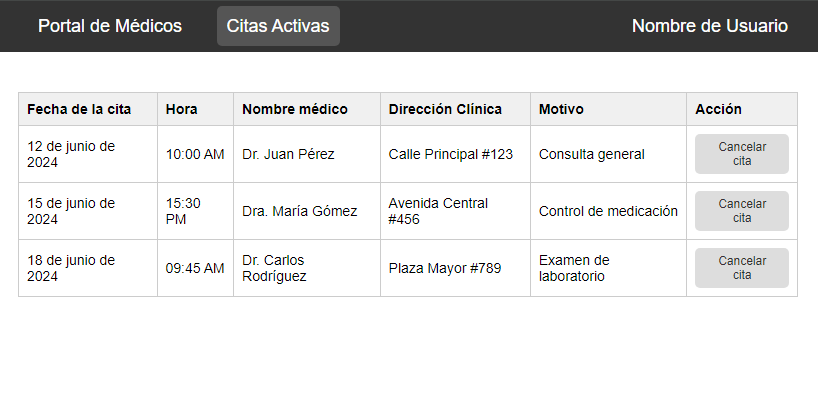 Portal de Médicos Citas Activas Nombre de Usuario
Fecha de la cita Hora Nombre médico Dirección Clínica Motivo Acción
12 de junio de
2024
10:00 AM
Dr. Juan Pérez
Calle Principal #123
Consulta general
Cancelar
cita
15 de junio de
2024
15:30
PM
Dra. María Gómez
Avenida Central
#456
Control de medicación
Cancelar
cita
18 de junio de
2024
09:45 AM
Dr. Carlos
Rodríguez
Plaza Mayor #789
Examen de
laboratorio
Cancelar
cita